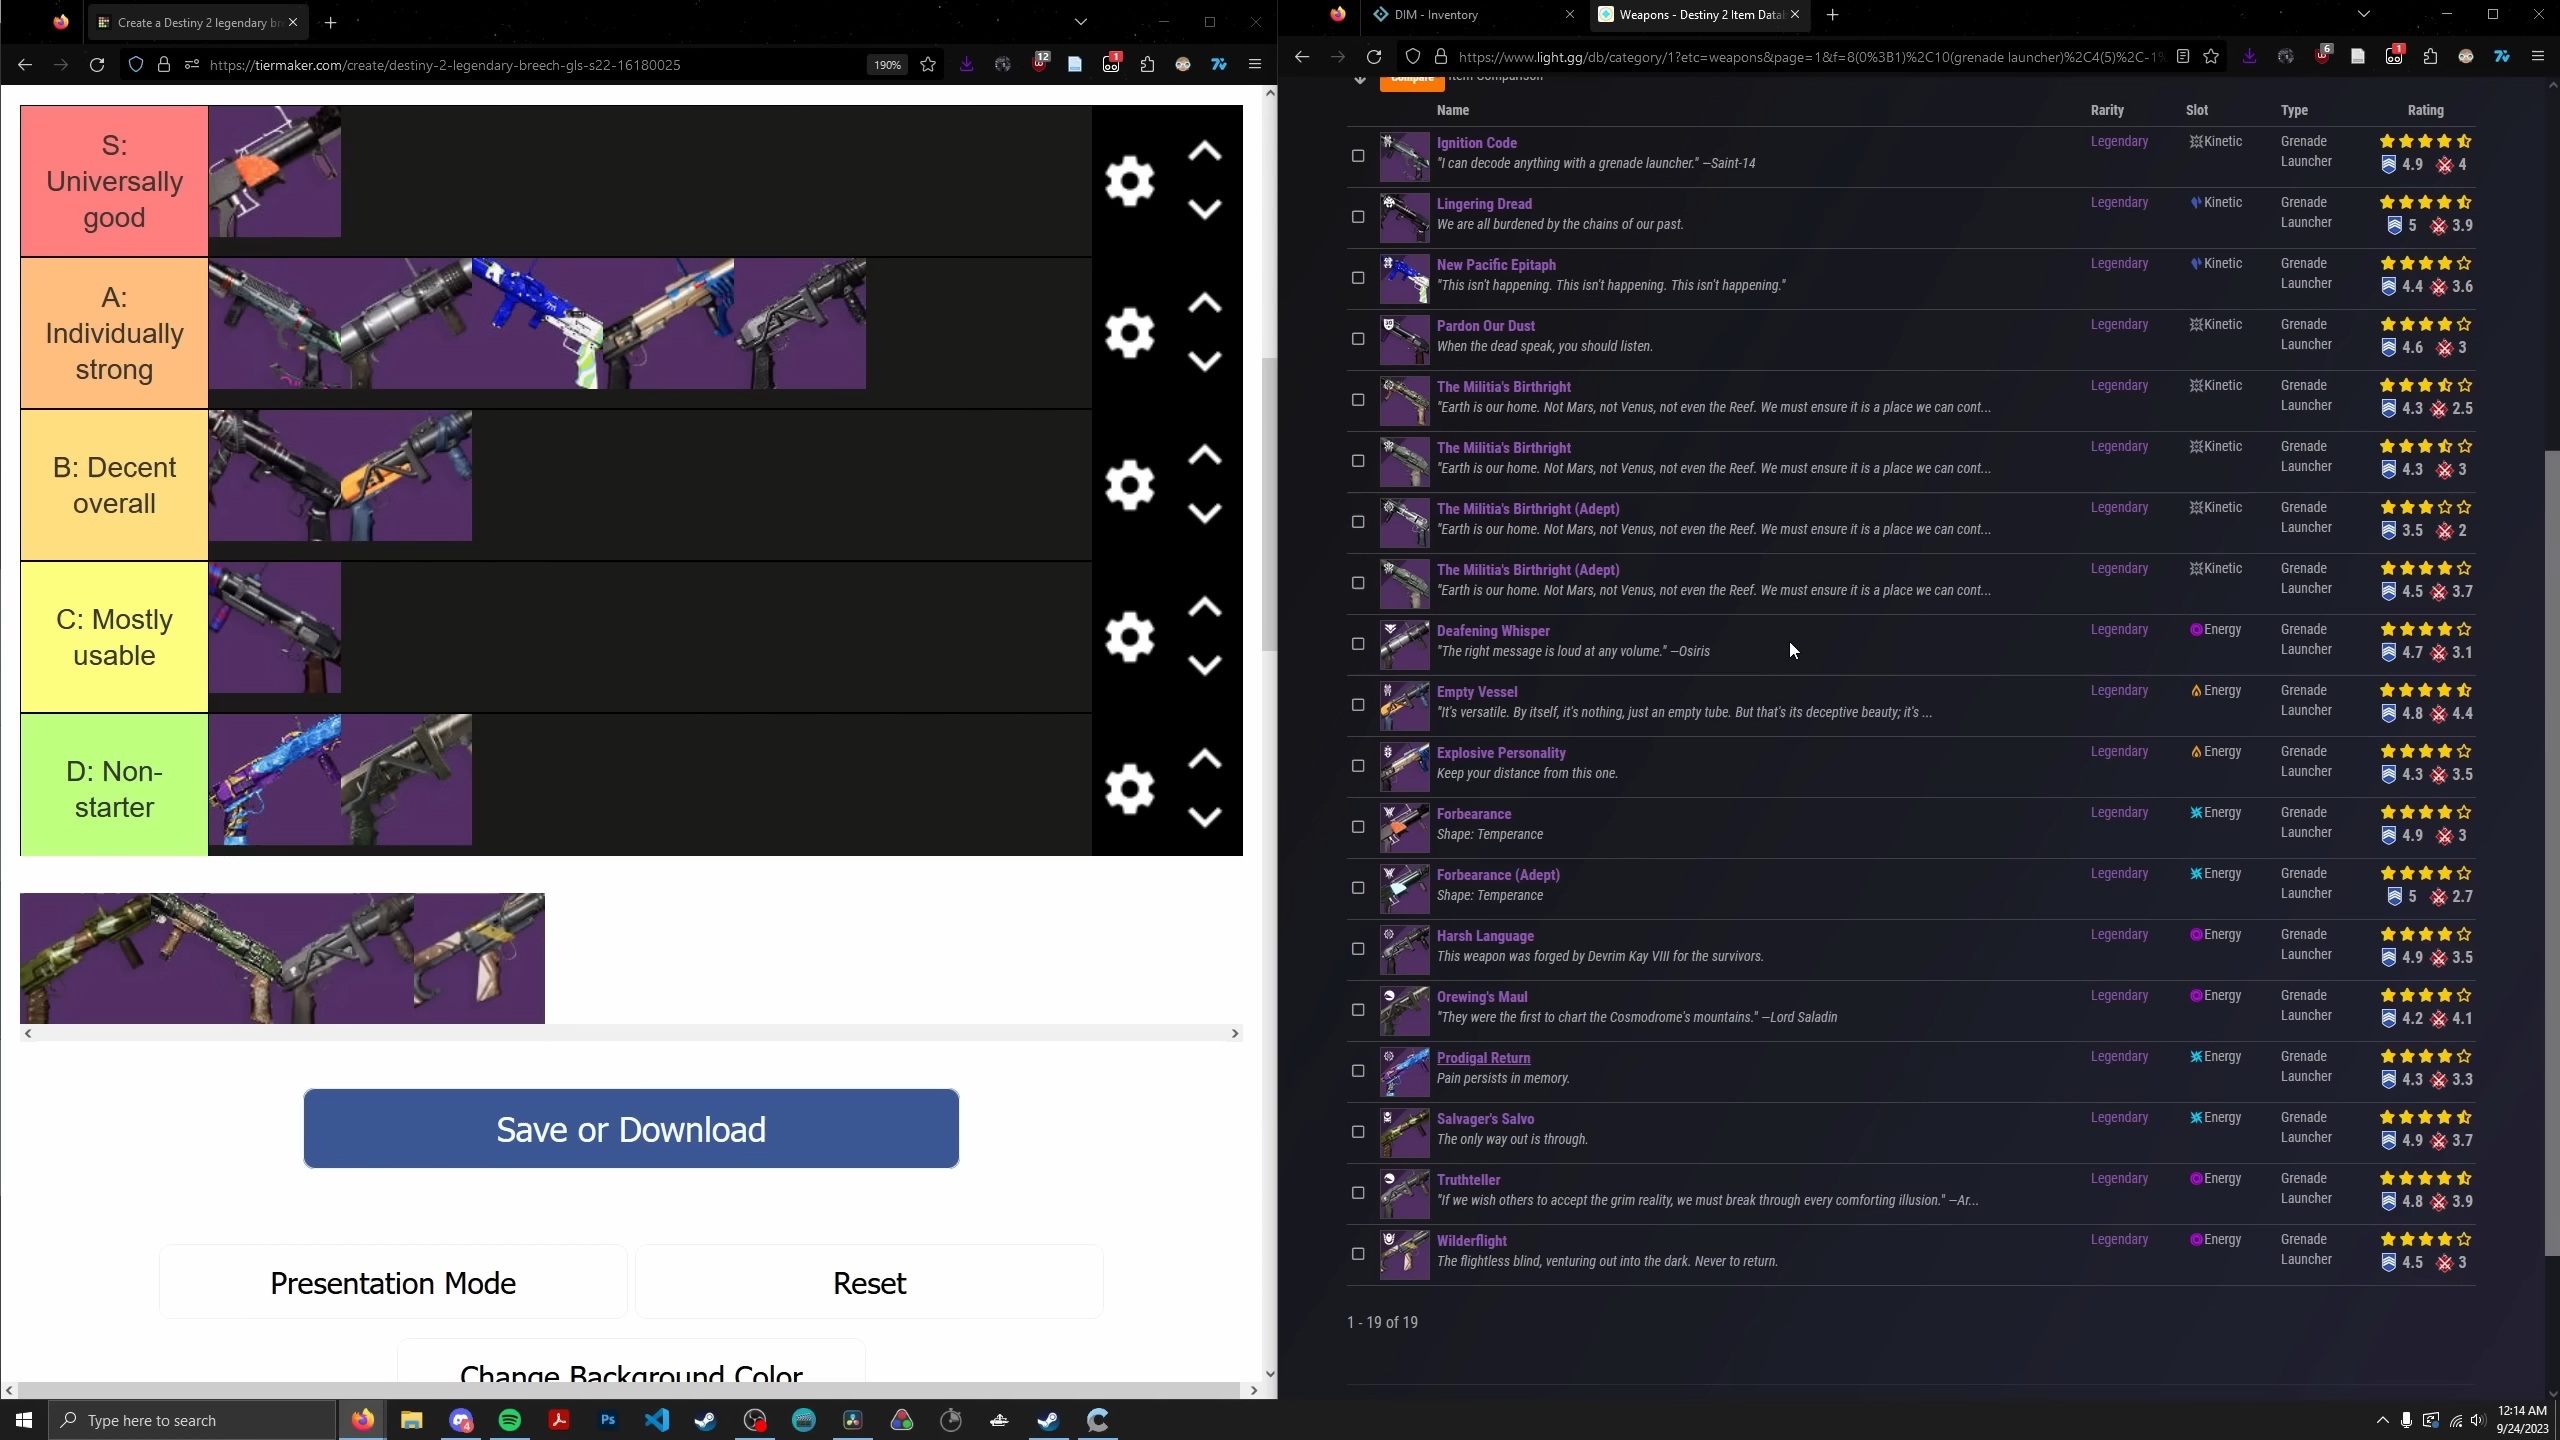 Create a Destiny 2 legendary br
https://tiermaker.com/create/destiny-2-legendary-breech-gls-s22-16180025
190%
12
1
S: Universally good
A: Individually strong
B: Decent overall
C: Mostly usable
D: Non-starter
Save or Download
Presentation Mode
Reset
Change Background Color
DIM - Inventory
Weapons - Destiny 2 Item Datab
https://www.light.gg/db/category/1?etc=weapons&page=1&f=8(0%3B1)%2C10(grenade launcher)%2C4(5)%2C-1%
6
1
Compare Item Comparison
Name Rarity Slot Type Rating
Ignition Code Legendary Kinetic Grenade Launcher
"I can decode anything with a grenade launcher." —Saint-14 4.9 4
Lingering Dread Legendary Kinetic Grenade Launcher
We are all burdened by the chains of our past. 5 3.9
New Pacific Epitaph Legendary Kinetic Grenade Launcher
"This isn't happening. This isn't happening. This isn't happening." 4.4 3.6
Pardon Our Dust Legendary Kinetic Grenade Launcher
When the dead speak, you should listen. 4.6 3
The Militia's Birthright Legendary Kinetic Grenade Launcher
"Earth is our home. Not Mars, not Venus, not even the Reef. We must ensure it is a place we can cont... 4.3 2.5
The Militia's Birthright Legendary Kinetic Grenade Launcher
"Earth is our home. Not Mars, not Venus, not even the Reef. We must ensure it is a place we can cont... 4.3 3
The Militia's Birthright (Adept) Legendary Kinetic Grenade Launcher
"Earth is our home. Not Mars, not Venus, not even the Reef. We must ensure it is a place we can cont... 3.5 2
The Militia's Birthright (Adept) Legendary Kinetic Grenade Launcher
"Earth is our home. Not Mars, not Venus, not even the Reef. We must ensure it is a place we can cont... 4.5 3.7
Deafening Whisper Legendary Energy Grenade Launcher
"The right message is loud at any volume." —Osiris 4.7 3.1
Empty Vessel Legendary Energy Grenade Launcher
"It's versatile. By itself, it's nothing, just an empty tube. But that's its deceptive beauty; it's ... 4.8 4.4
Explosive Personality Legendary Energy Grenade Launcher
Keep your distance from this one. 4.3 3.5
Forbearance Legendary Energy Grenade Launcher
Shape: Temperance 4.9 3
Forbearance (Adept) Legendary Energy Grenade Launcher
Shape: Temperance 5 2.7
Harsh Language Legendary Energy Grenade Launcher
This weapon was forged by Devrim Kay VIII for the survivors. 4.9 3.5
Orewing's Maul Legendary Energy Grenade Launcher
"They were the first to chart the Cosmodrome's mountains." —Lord Saladin 4.2 4.1
Prodigal Return Legendary Energy Grenade Launcher
Pain persists in memory. 4.3 3.3
Salvager's Salvo Legendary Energy Grenade Launcher
The only way out is through. 4.9 3.7
Truthteller Legendary Energy Grenade Launcher
"If we wish others to accept the grim reality, we must break through every comforting illusion." —Ar... 4.8 3.9
Wilderflight Legendary Energy Grenade Launcher
The flightless blind, venturing out into the dark. Never to return. 4.5 3
1 - 19 of 19
Type here to search
4
Ps
12:14 AM
9/24/2023